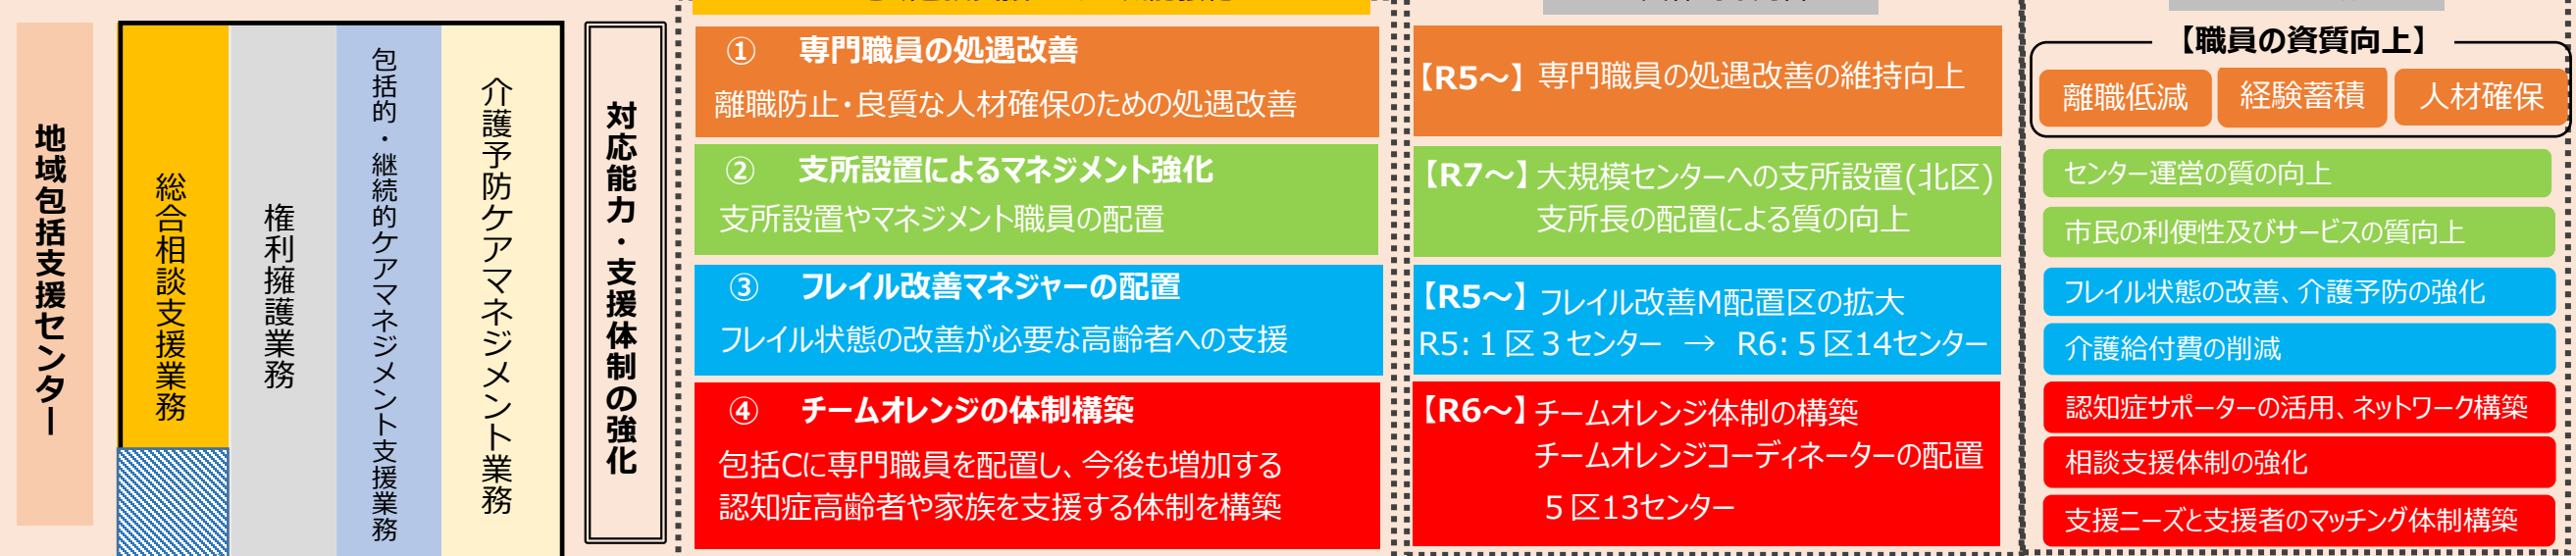 地域包括支援センター
総合相談支援業務
権利擁護業務
包括的・継続的ケアマネジメント支援業務
介護予防ケアマネジメント業務
対応能力・支援体制の強化
① 専門職員の処遇改善
離職防止・良質な人材確保のための処遇改善
② 支所設置によるマネジメント強化
支所設置やマネジメント職員の配置
③ フレイル改善マネジャーの配置
フレイル状態の改善が必要な高齢者への支援
④ チームオレンジの体制構築
包括Cに専門職員を配置し、今後も増加する
認知症高齢者や家族を支援する体制を構築
【R5～】専門職員の処遇改善の維持向上
【R7～】大規模センターへの支所設置(北区)
支所長の配置による質の向上
【R5～】フレイル改善M配置区の拡大
R5:１区３センター → R6:５区14センター
【R6～】チームオレンジ体制の構築
チームオレンジコーディネーターの配置
５区13センター
【職員の資質向上】
離職低減 経験蓄積 人材確保
センター運営の質の向上
市民の利便性及びサービスの質向上
フレイル状態の改善、介護予防の強化
介護給付費の削減
認知症サポーターの活用、ネットワーク構築
相談支援体制の強化
支援ニーズと支援者のマッチング体制構築